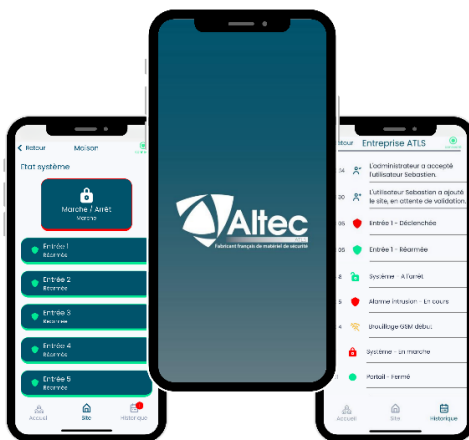 Retour Maison
Etat système
Marche / Arrêt
Marche
Entrée 1
Réarmée
Entrée 2
Réarmée
Entrée 3
Réarmée
Entrée 4
Réarmée
Entrée 5
Réarmée
Accueil Site Historique
Altec
ATLS
Fabricant français de matériel de sécurité
tour Entreprise ATLS
L'administrateur a accepté
l'utilisateur Sebastien.
L'utilisateur Sebastien a ajouté
le site, en attente de validation.
Entrée 1 - Déclenchée
Entrée 1 - Réarmée
Système - A l'arrêt
Alarme intrusion - En cours
Brouillage GSM début
Système - En marche
Portail - Fermé
Accueil Site Historique